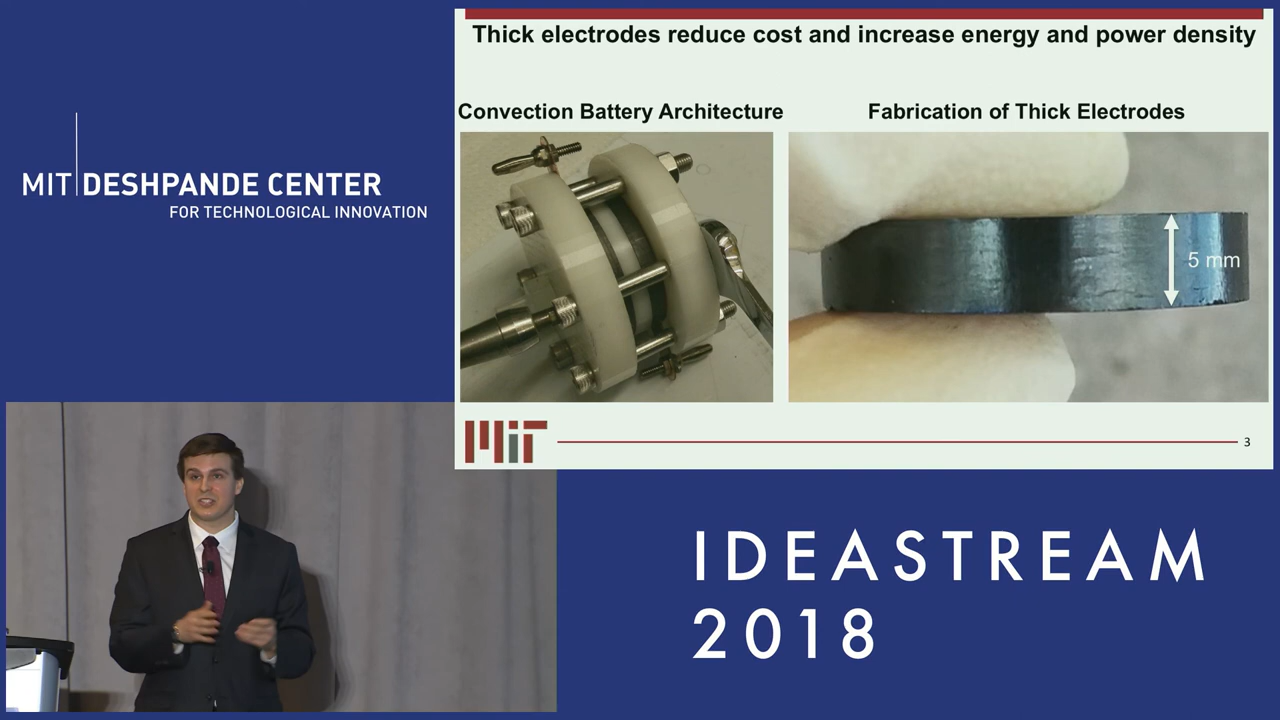 MIT DESHPANDE CENTER
FOR TECHNOLOGICAL INNOVATION
Thick electrodes reduce cost and increase energy and power density
Convection Battery Architecture
Fabrication of Thick Electrodes
5 mm
MIT
3
IDEASTREAM
2018